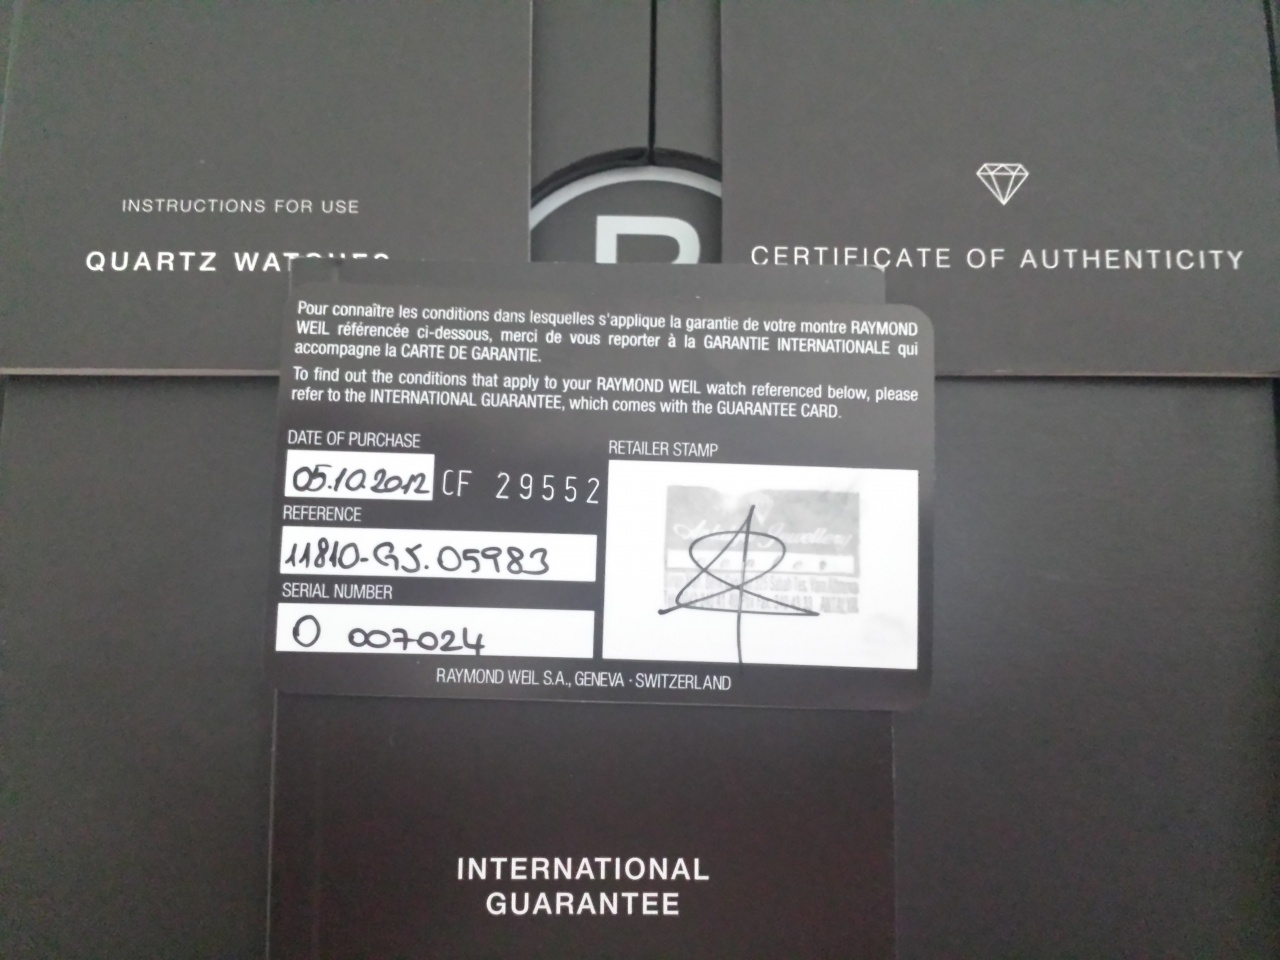 INSTRUCTIONS FOR USE
QUARTZ WATCHES
R
CERTIFICATE OF AUTHENTICITY
Pour connaître les conditions dans lesquelles s'applique la garantie de votre montre RAYMOND
WEIL référencée ci-dessous, merci de vous reporter à la GARANTIE INTERNATIONALE qui
accompagne la CARTE DE GARANTIE.
To find out the conditions that apply to your RAYMOND WEIL watch referenced below, please
refer to the INTERNATIONAL GUARANTEE, which comes with the GUARANTEE CARD.
DATE OF PURCHASE
05.10.2012 CF 29552
REFERENCE
11810-GS.05983
SERIAL NUMBER
O 007024
RETAILER STAMP
Jewellery
RAYMOND WEIL S.A., GENEVA - SWITZERLAND
INTERNATIONAL
GUARANTEE